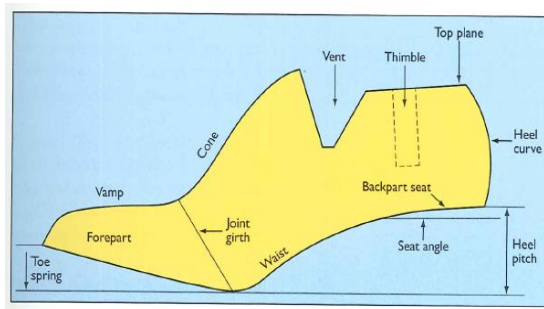 Top plane
Vent
Thimble
Cone
Heel
curve
Vamp
Backpart seat
Joint
girth
Forepart
Waist
Seat angle
Heel
pitch
Toe
spring